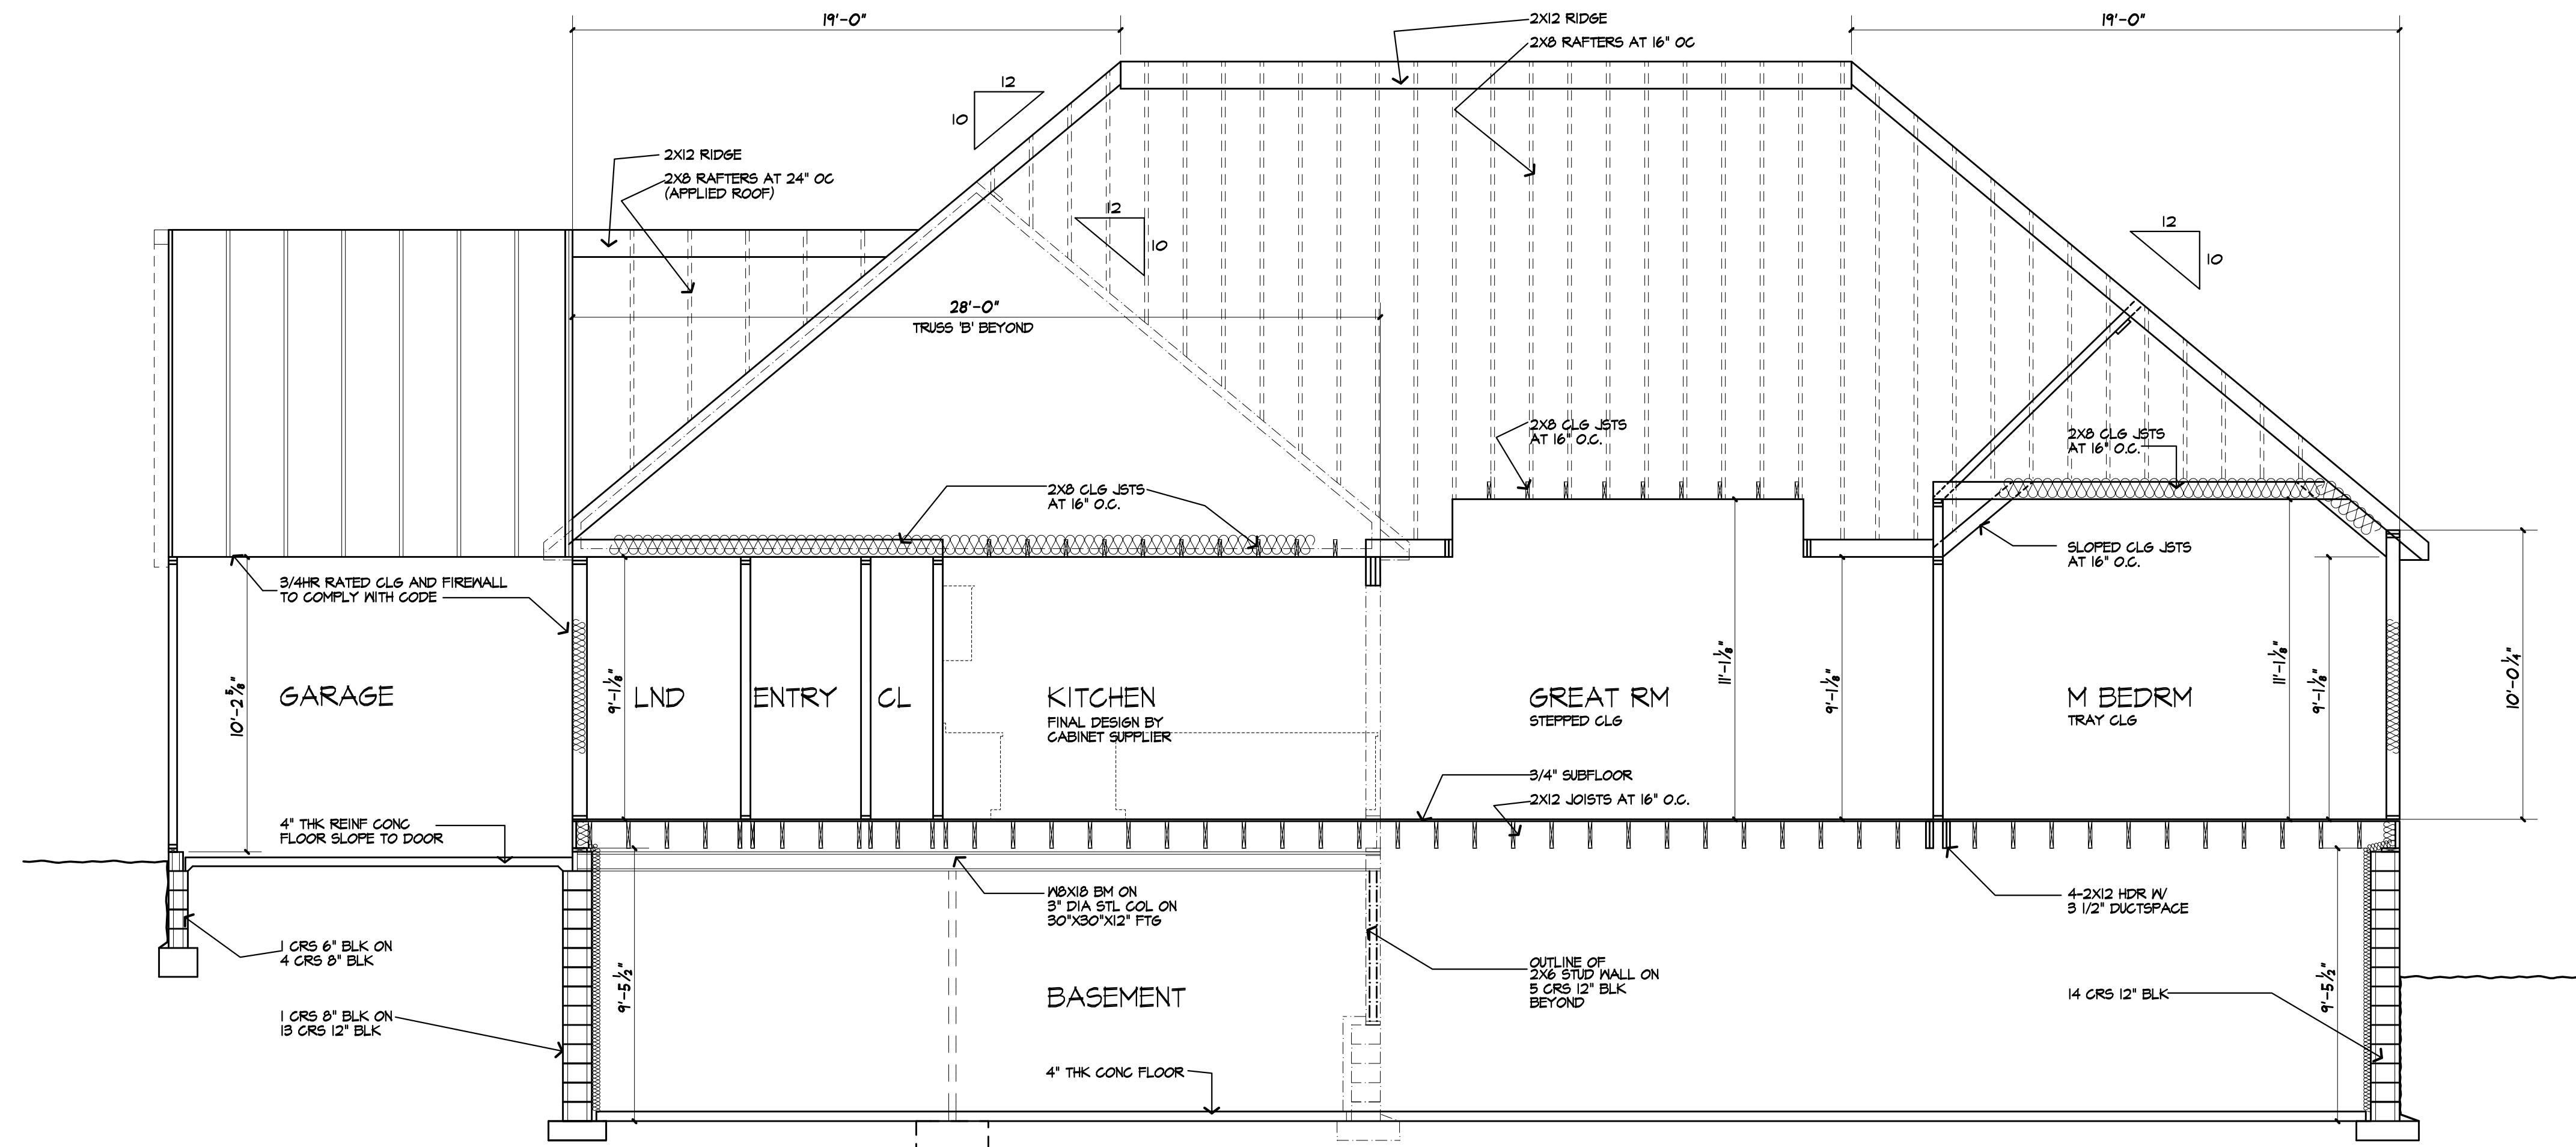 19'-0"
2X12 RIDGE
2X8 RAFTERS AT 16" OC
19'-0"
12
10
2X12 RIDGE
2X8 RAFTERS AT 24" OC
(APPLIED ROOF)
12
10
12
10
28'-0"
TRUSS 'B' BEYOND
2X8 CLG JSTS
AT 16" O.C.
2X8 CLG JSTS
AT 16" O.C.
2X8 CLG JSTS
AT 16" O.C.
SLOPED CLG JSTS
AT 16" O.C.
3/4HR RATED CLG AND FIREWALL
TO COMPLY WITH CODE
10'-2 5/8"
GARAGE
9'-1 1/8"
LND
ENTRY
CL
KITCHEN
FINAL DESIGN BY
CABINET SUPPLIER
GREAT RM
STEPPED CLG
11'-1 1/8"
9'-1 1/8"
M BEDRM
TRAY CLG
11'-1 1/8"
9'-1 1/8"
10'-0 1/4"
3/4" SUBFLOOR
2X12 JOISTS AT 16" O.C.
4" THK REINF CONC
FLOOR SLOPE TO DOOR
W8X18 BM ON
3" DIA STL COL ON
30"X30"X12" FTG
4-2X12 HDR W/
3 1/2" DUCTSPACE
1 CRS 6" BLK ON
4 CRS 8" BLK
9'-5 1/2"
OUTLINE OF
2X6 STUD WALL ON
5 CRS 12" BLK
BEYOND
BASEMENT
14 CRS 12" BLK
9'-5 1/2"
1 CRS 8" BLK ON
13 CRS 12" BLK
4" THK CONC FLOOR